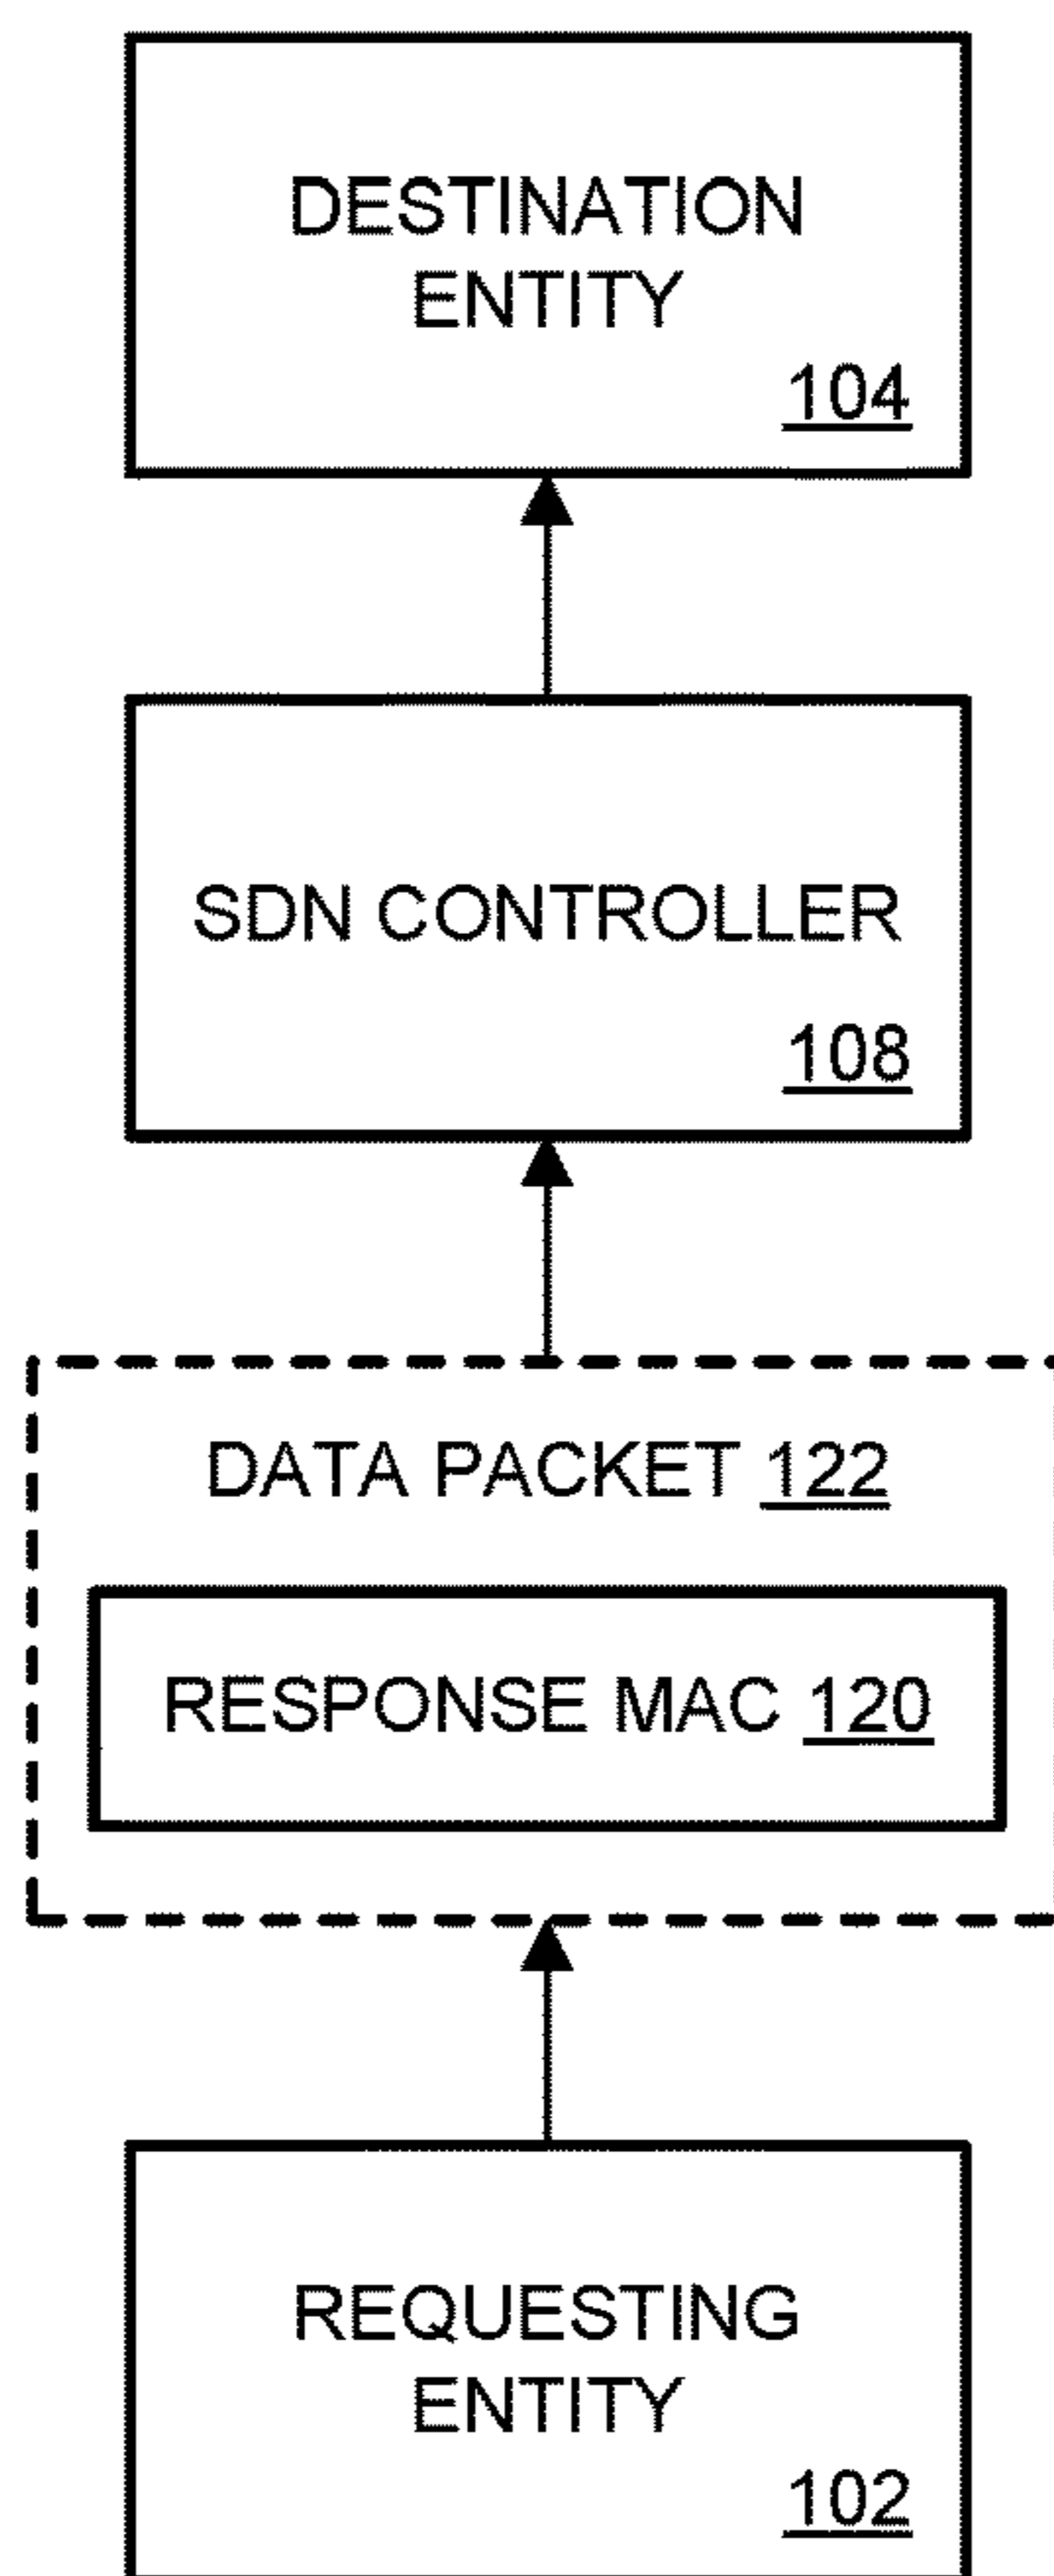 DESTINATION
ENTITY
104
SDN CONTROLLER
108
DATA PACKET 122
RESPONSE MAC 120
REQUESTING
ENTITY
102